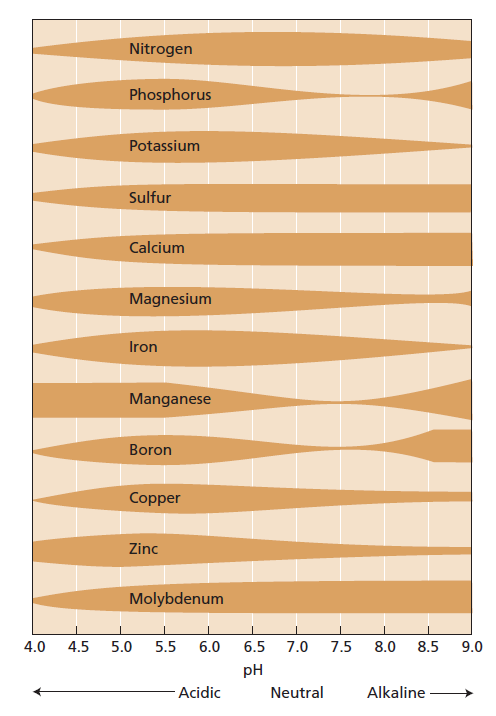 Nitrogen
Phosphorus
Potassium
Sulfur
Calcium
Magnesium
Iron
Manganese
Boron
Copper
Zinc
Molybdenum
4.0 4.5 5.0 5.5 6.0 6.5 7.0 7.5 8.0 8.5 9.0
pH
Acidic Neutral Alkaline